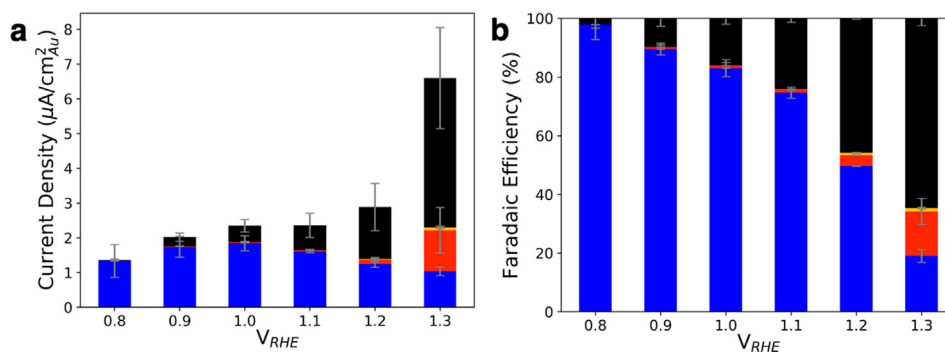 a
Current Density (μA/cm²Au)
8
7
6
5
4
3
2
1
0
0.8 0.9 1.0 1.1 1.2 1.3
VRHE
b
Faradaic Efficiency (%)
100
80
60
40
20
0
0.8 0.9 1.0 1.1 1.2 1.3
VRHE